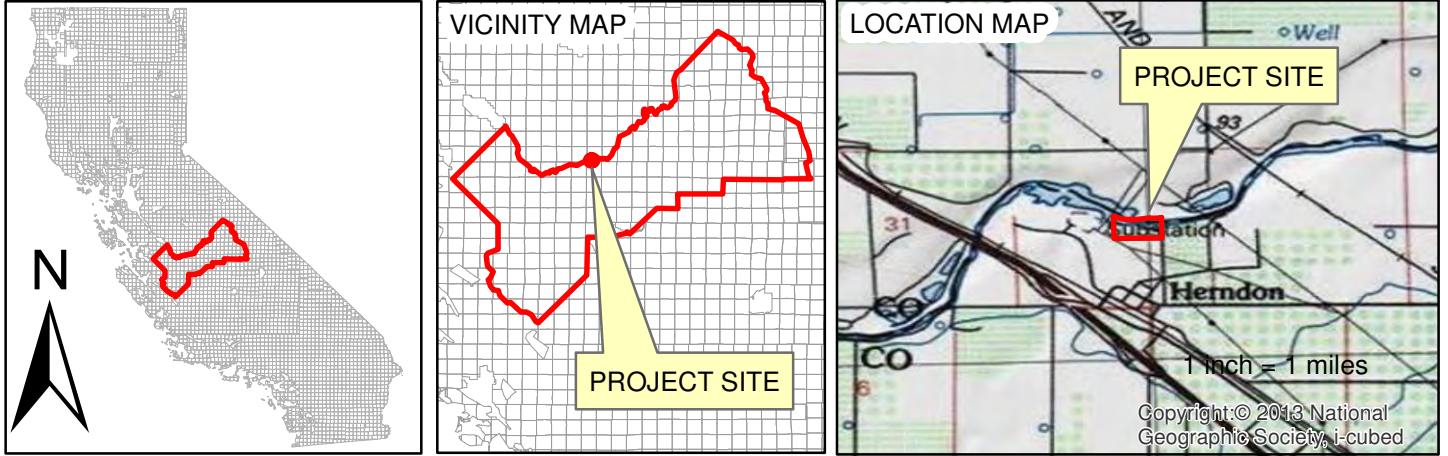 N
VICINITY MAP
PROJECT SITE
LOCATION MAP
AND
Well
PROJECT SITE
93
31
Substation
Herndon
CO
CO
6
1 inch = 1 miles
Copyright:© 2013 National
Geographic Society, i-cubed